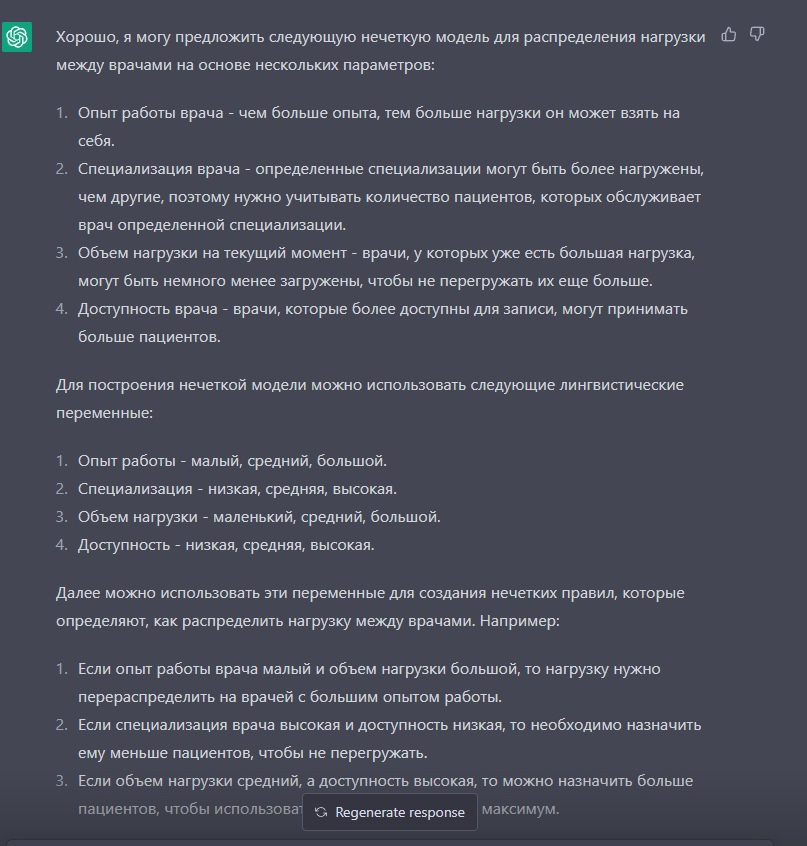 Хорошо, я могу предложить следующую нечеткую модель для распределения нагрузки
между врачами на основе нескольких параметров:
1. Опыт работы врача - чем больше опыта, тем больше нагрузки он может взять на
себя.
2. Специализация врача - определенные специализации могут быть более нагружены,
чем другие, поэтому нужно учитывать количество пациентов, которых обслуживает
врач определенной специализации.
3. Объем нагрузки на текущий момент - врачи, у которых уже есть большая нагрузка,
могут быть немного менее загружены, чтобы не перегружать их еще больше.
4. Доступность врача - врачи, которые более доступны для записи, могут принимать
больше пациентов.
Для построения нечеткой модели можно использовать следующие лингвистические
переменные:
1. Опыт работы - малый, средний, большой.
2. Специализация - низкая, средняя, высокая.
3. Объем нагрузки - маленький, средний, большой.
4. Доступность - низкая, средняя, высокая.
Далее можно использовать эти переменные для создания нечетких правил, которые
определяют, как распределить нагрузку между врачами. Например:
1. Если опыт работы врача малый и объем нагрузки большой, то нагрузку нужно
перераспределить на врачей с большим опытом работы.
2. Если специализация врача высокая и доступность низкая, то необходимо назначить
ему меньше пациентов, чтобы не перегружать.
3. Если объем нагрузки средний, а доступность высокая, то можно назначить больше
пациентов, чтобы использоват максимум.
Regenerate response